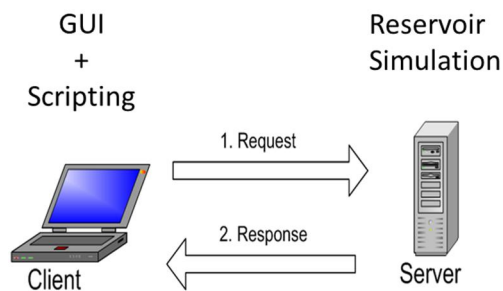 GUI
+
Scripting
Reservoir
Simulation
1. Request
2. Response
Client
Server